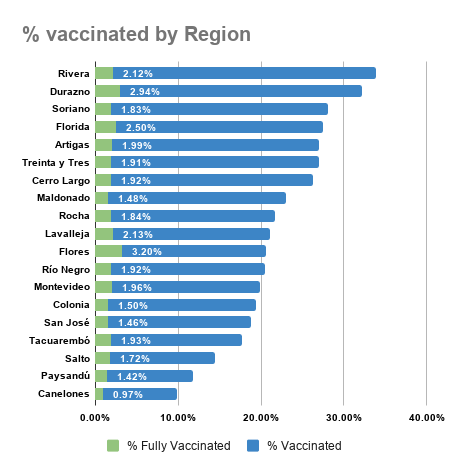 % vaccinated by Region
Rivera 2.12%
Durazno 2.94%
Soriano 1.83%
Florida 2.50%
Artigas 1.99%
Treinta y Tres 1.91%
Cerro Largo 1.92%
Maldonado 1.48%
Rocha 1.84%
Lavalleja 2.13%
Flores 3.20%
Río Negro 1.92%
Montevideo 1.96%
Colonia 1.50%
San José 1.46%
Tacuarembó 1.93%
Salto 1.72%
Paysandú 1.42%
Canelones 0.97%
0.00% 10.00% 20.00% 30.00% 40.00%
% Fully Vaccinated % Vaccinated